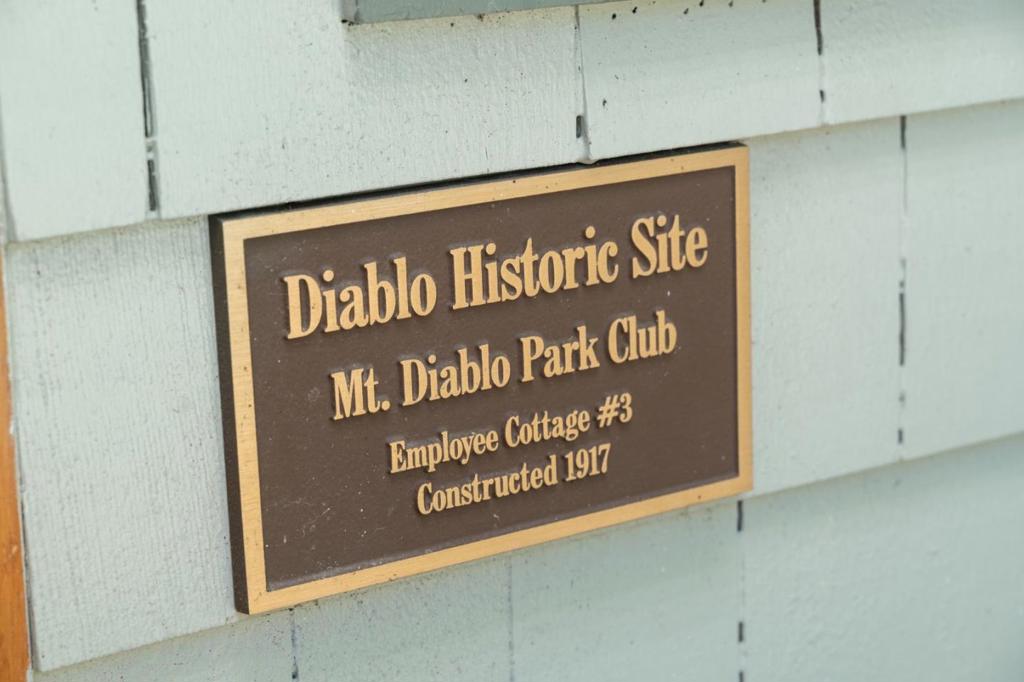 Diablo Historic Site
Mt. Diablo Park Club
Employee Cottage #3
Constructed 1917